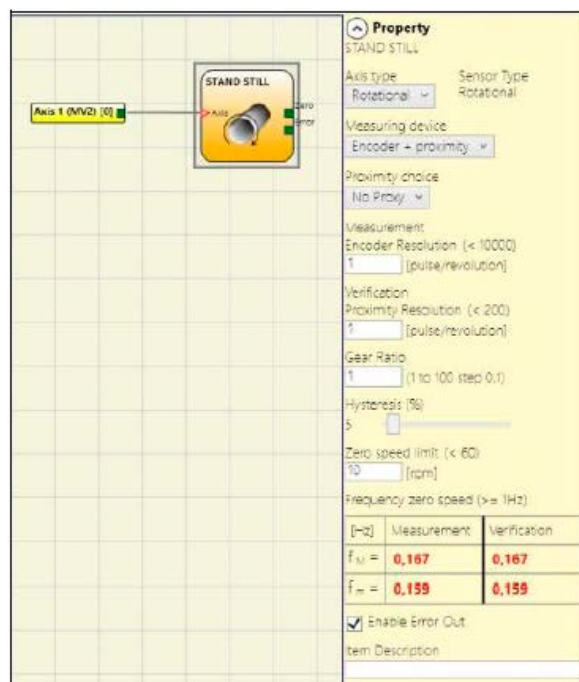 Property
STAND STILL
Axis type Sensor Type
Rotational Rotational
Measuring device
Encoder + proximity
Proximity choice
No Proxy
Measurement
Encoder Resolution (< 10000)
1 [pulse/revolution]
Verification
Proximity Resolution (< 200)
1 [pulse/revolution]
Gear Ratio
1 (1 to 100 step 0.1)
Hysteresis (%)
5
Zero speed limit (< 60)
10 [rpm]
Frequency zero speed (>= 1Hz)
[Hz] Measurement Verification
f M = 0,167 0,167
f m = 0,159 0,159
Enable Error Out
Item Description
STAND STILL
Axis 1 (MV2) [0]
Axis
Zero
Error